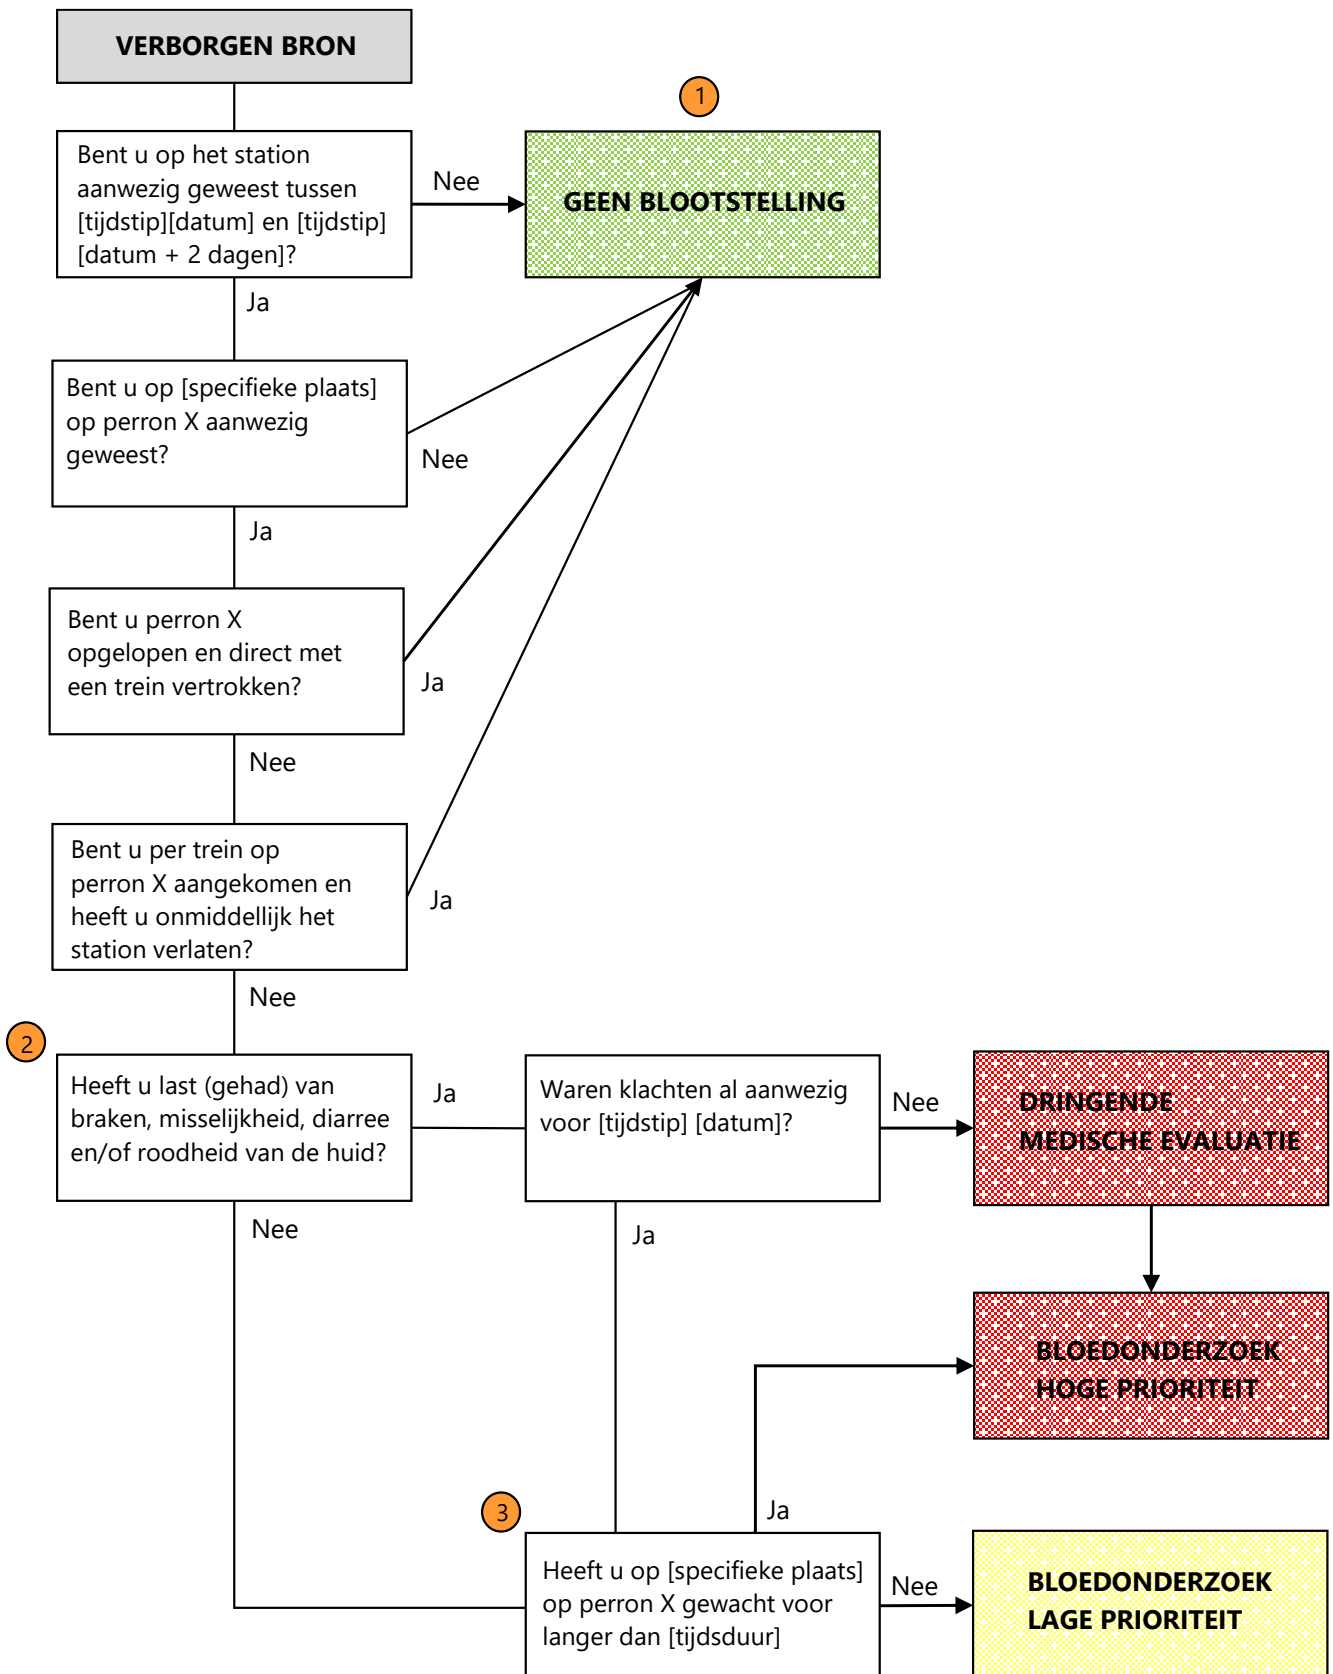 VERBORGEN BRON
1
Bent u op het station
aanwezig geweest tussen
[tijdstip][datum] en [tijdstip]
[datum + 2 dagen]?
Nee
GEEN BLOOTSTELLING
Ja
Bent u op [specifieke plaats]
op perron X aanwezig
geweest?
Nee
Ja
Bent u perron X
opgelopen en direct met
een trein vertrokken?
Ja
Nee
Bent u per trein op
perron X aangekomen en
heeft u onmiddellijk het
station verlaten?
Ja
Nee
2
Heeft u last (gehad) van
braken, misselijkheid, diarree
en/of roodheid van de huid?
Ja
Waren klachten al aanwezig
voor [tijdstip] [datum]?
Nee
DRINGENDE
MEDISCHE EVALUATIE
Nee
Ja
BLOEDONDERZOEK
HOGE PRIORITEIT
3
Ja
Heeft u op [specifieke plaats]
op perron X gewacht voor
langer dan [tijdsduur]
Nee
BLOEDONDERZOEK
LAGE PRIORITEIT